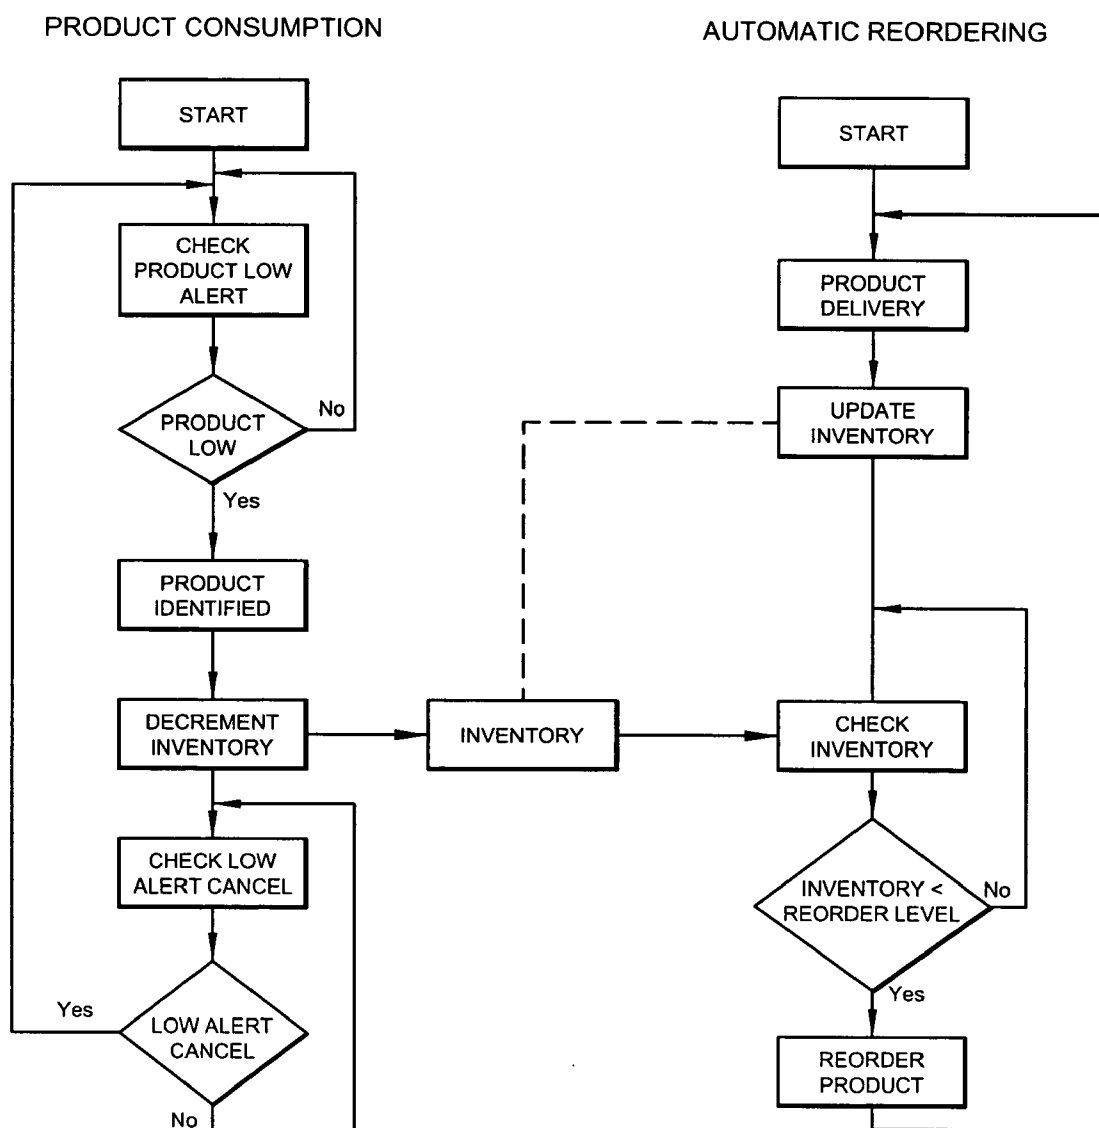 PRODUCT CONSUMPTION
START
CHECK
PRODUCT LOW
ALERT
PRODUCT
LOW
No
Yes
PRODUCT
IDENTIFIED
DECREMENT
INVENTORY
CHECK LOW
ALERT CANCEL
LOW ALERT
CANCEL
Yes
No
INVENTORY
AUTOMATIC REORDERING
START
PRODUCT
DELIVERY
UPDATE
INVENTORY
CHECK
INVENTORY
INVENTORY <
REORDER LEVEL
No
Yes
REORDER
PRODUCT